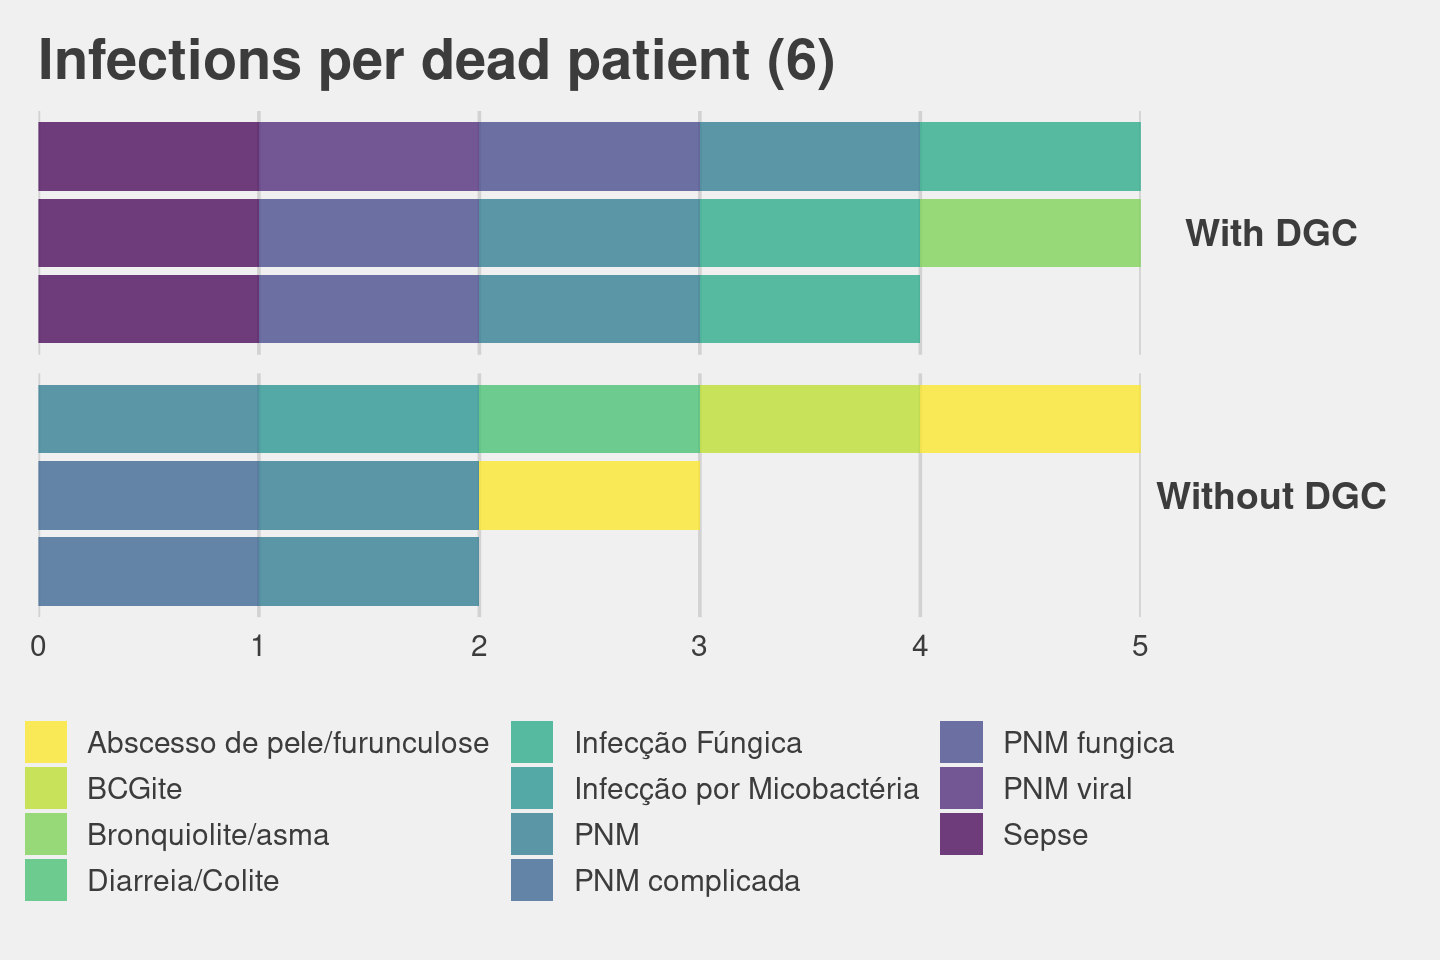 Infections per dead patient (6)
With DGC
Without DGC
0 1 2 3 4 5
Abscesso de pele/furunculose
BCGite
Bronquiolite/asma
Diarreia/Colite
Infecção Fúngica
Infecção por Micobactéria
PNM
PNM complicada
PNM fungica
PNM viral
Sepse